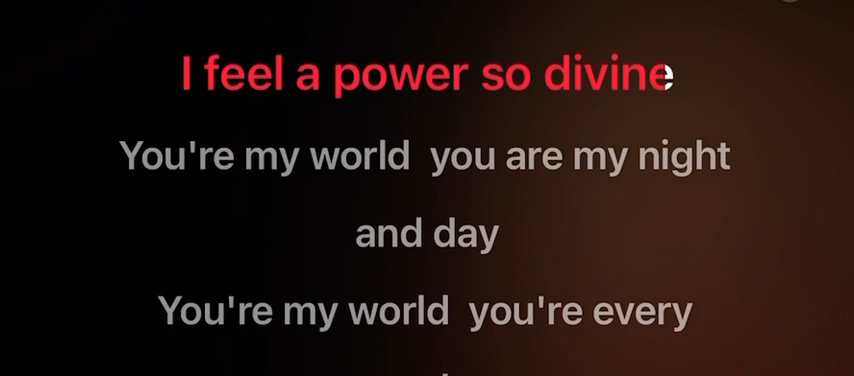 I feel a power so divine
You're my world  you are my night
and day
You're my world  you're every